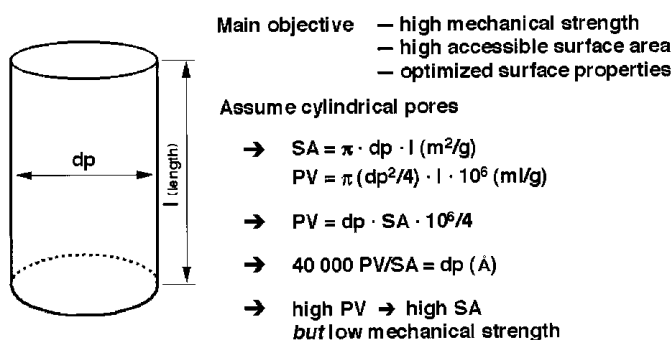 Main objective — high mechanical strength
— high accessible surface area
— optimized surface properties
Assume cylindrical pores
→ SA = π · dp · l (m²/g)
PV = π (dp²/4) · l · 10⁶ (ml/g)
→ PV = dp · SA · 10⁶/4
→ 40 000 PV/SA = dp (Å)
→ high PV → high SA
but low mechanical strength
dp
l (length)